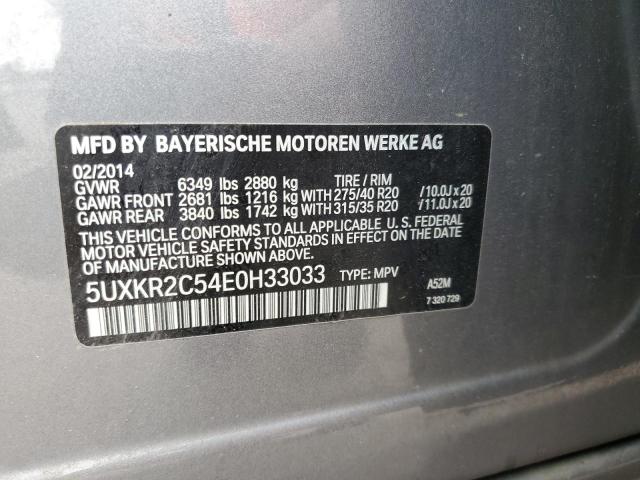 MFD BY BAYERISCHE MOTOREN WERKE AG
02/2014
GVWR 6349 lbs 2880 kg TIRE / RIM
GAWR FRONT 2681 lbs 1216 kg WITH 275/40 R20 /10.0J x 20
GAWR REAR 3840 lbs 1742 kg WITH 315/35 R20 /11.0J x 20
THIS VEHICLE CONFORMS TO ALL APPLICABLE U.S. FEDERAL
MOTOR VEHICLE SAFETY STANDARDS IN EFFECT ON THE DATE
OF MANUFACTURE SHOWN ABOVE.
5UXKR2C54E0H33033 TYPE: MPV A52M
7 320 729